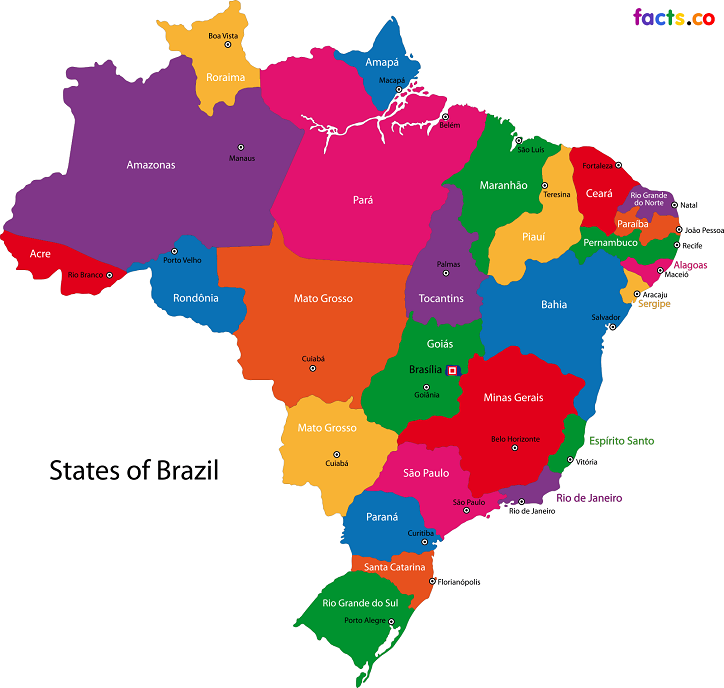 facts.co
Boa Vista
Roraima
Amapá
Macapá
Belém
Amazonas
Manaus
Pará
São Luís
Maranhão
Teresina
Fortaleza
Ceará
Rio Grande
do Norte
Natal
Paraíba
João Pessoa
Piauí
Pernambuco
Recife
Acre
Rio Branco
Porto Velho
Rondônia
Mato Grosso
Cuiabá
Palmas
Tocantins
Alagoas
Maceió
Aracaju
Sergipe
Bahia
Salvador
Goiás
Brasília
Goiânia
Minas Gerais
Belo Horizonte
Mato Grosso
Cuiabá
Espírito Santo
Vitória
States of Brazil
São Paulo
São Paulo
Rio de Janeiro
Rio de Janeiro
Paraná
Curitiba
Santa Catarina
Florianópolis
Rio Grande do Sul
Porto Alegre